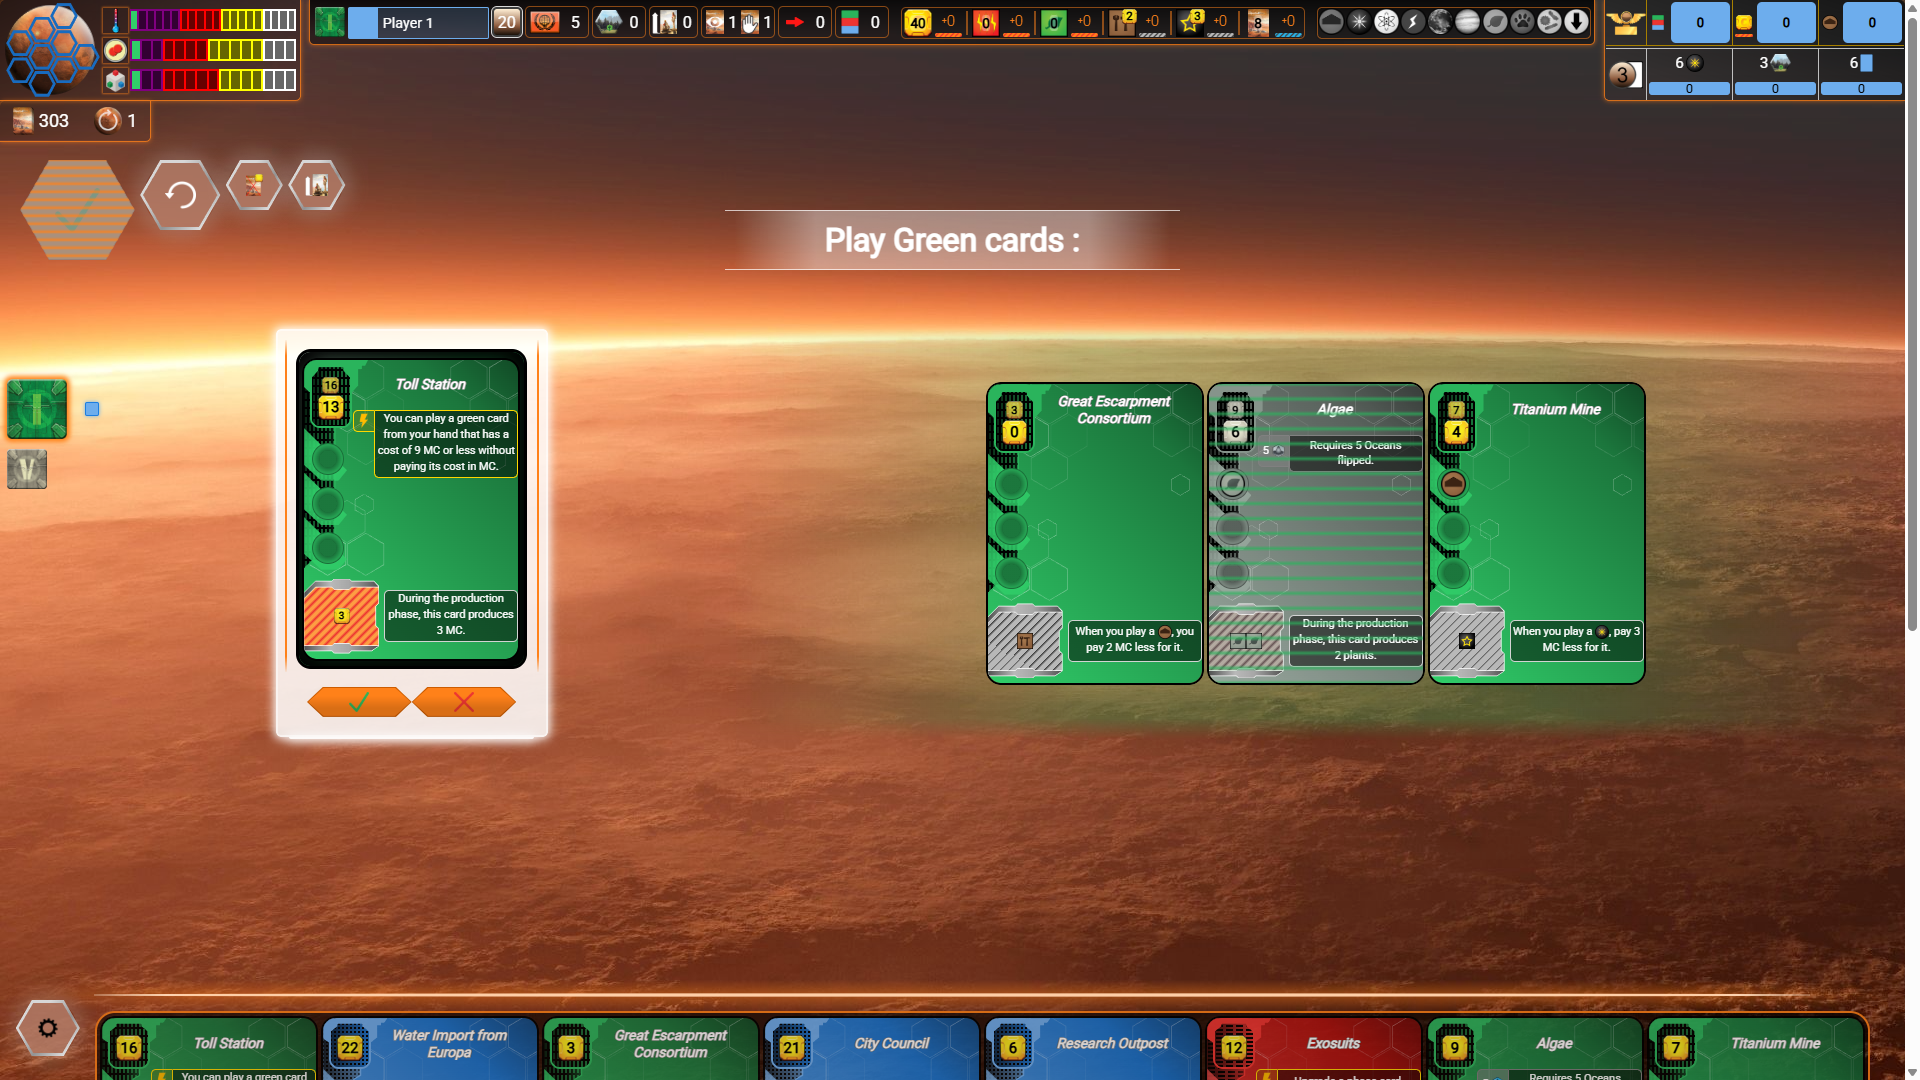 Player 1
20
5
0
0
1
1
0
0
40
+0
0
+0
0
+0
2
+0
3
+0
8
+0
0
0
0
3
6
3
6
0
0
0
303
1
Play Green cards :
16
13
Toll Station
You can play a green card
from your hand that has a
cost of 9 MC or less without
paying its cost in MC.
3
During the production
phase, this card produces
3 MC.
3
0
Great Escarpment
Consortium
When you play a , you
pay 2 MC less for it.
9
6
Algae
5
Requires 5 Oceans
flipped.
During the production
phase, this card produces
2 plants.
7
4
Titanium Mine
When you play a , pay 3
MC less for it.
16
Toll Station
You can play a green card
22
Water Import from
Europa
3
Great Escarpment
Consortium
21
City Council
6
Research Outpost
12
Exosuits
Upgrade a phase card
9
Algae
Requires 5 Oceans
7
Titanium Mine